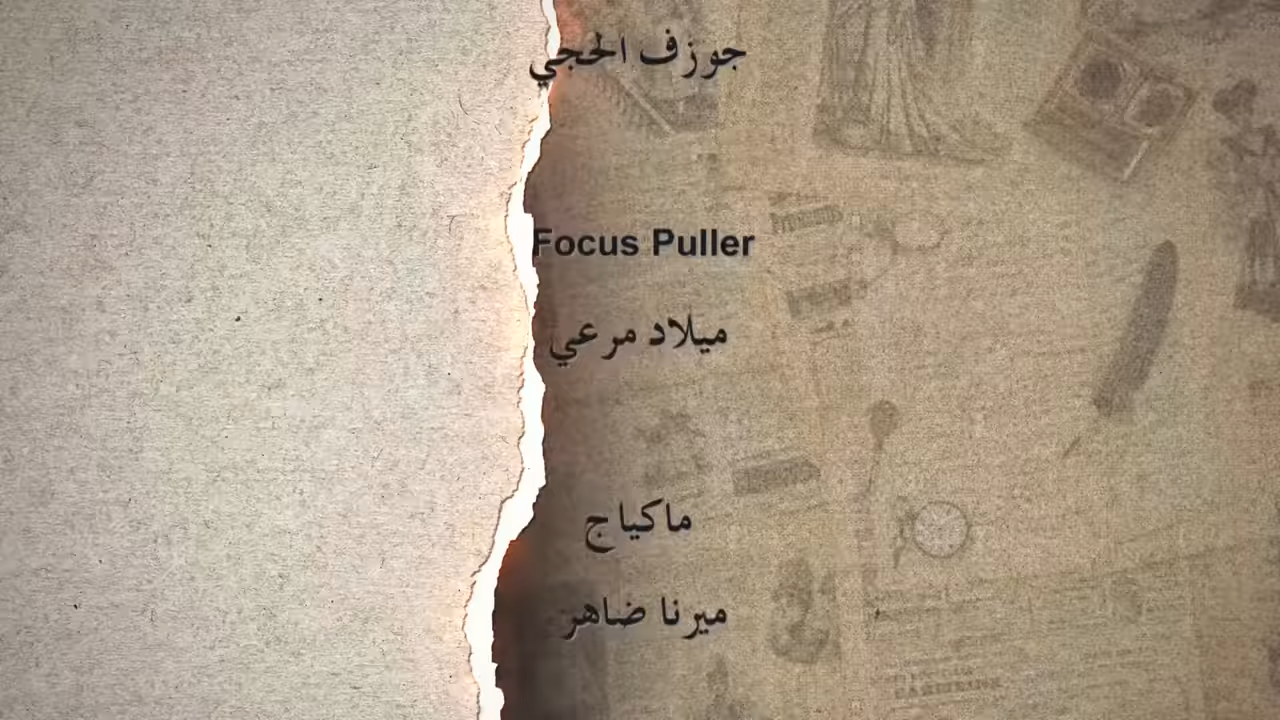 جوزف الحجي
Focus Puller
ميلاد مرعي
ماكياج
ميرنا ضاهر